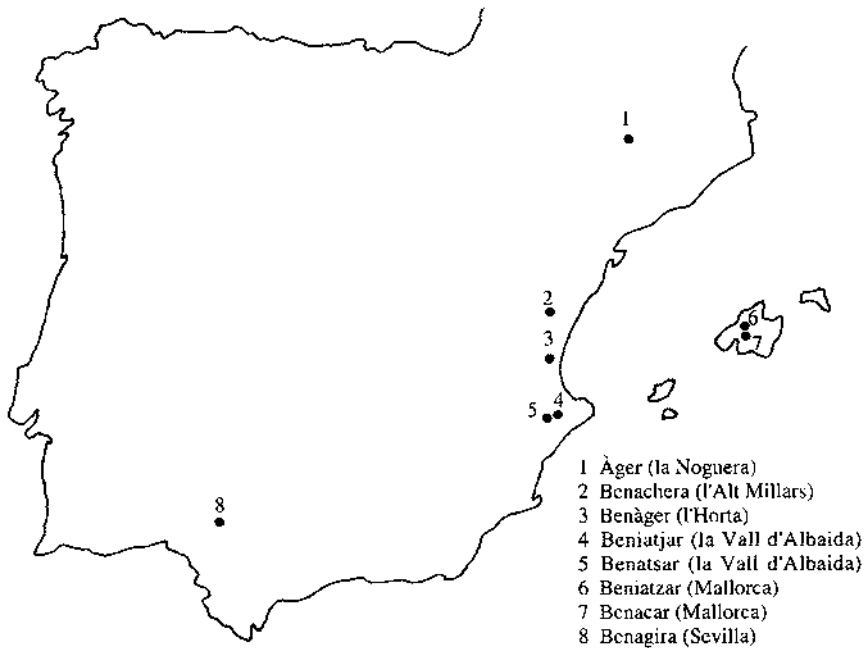 1
2
3
4
5
6
7
8
1 Àger (la Noguera)
2 Benachera (l'Alt Millars)
3 Benàger (l'Horta)
4 Beniatjar (la Vall d'Albaida)
5 Benatsar (la Vall d'Albaida)
6 Beniatzar (Mallorca)
7 Benacar (Mallorca)
8 Benagira (Sevilla)